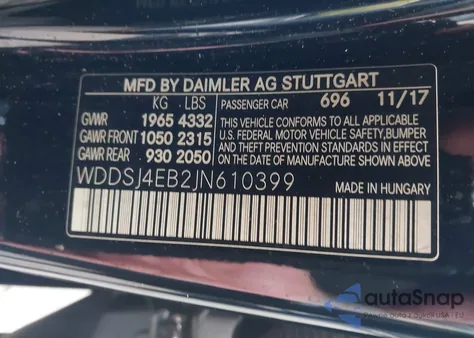 MFD BY DAIMLER AG STUTTGART
KG LBS PASSENGER CAR 696 11/17
GVWR 1965 4332 THIS VEHICLE CONFORMS TO ALL APPLICABLE
GAWR FRONT 1050 2315 U.S. FEDERAL MOTOR VEHICLE SAFETY, BUMPER
GAWR REAR 930 2050 AND THEFT PREVENTION STANDARDS IN EFFECT
ON THE DATE OF MANUFACTURE SHOWN ABOVE.
WDDSJ4EB2JN610399 MADE IN HUNGARY
autoSnap